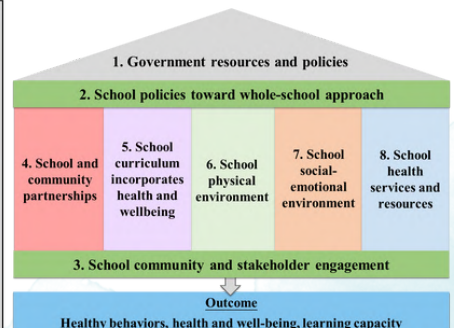 1. Government resources and policies
2. School policies toward whole-school approach
4. School and
community
partnerships
5. School
curriculum
incorporates
health and
wellbeing
6. School
physical
environment
7. School
social-
emotional
environment
8. School
health
services and
resources
3. School community and stakeholder engagement
Outcome
Healthy behaviors, health and well-being, learning capacity